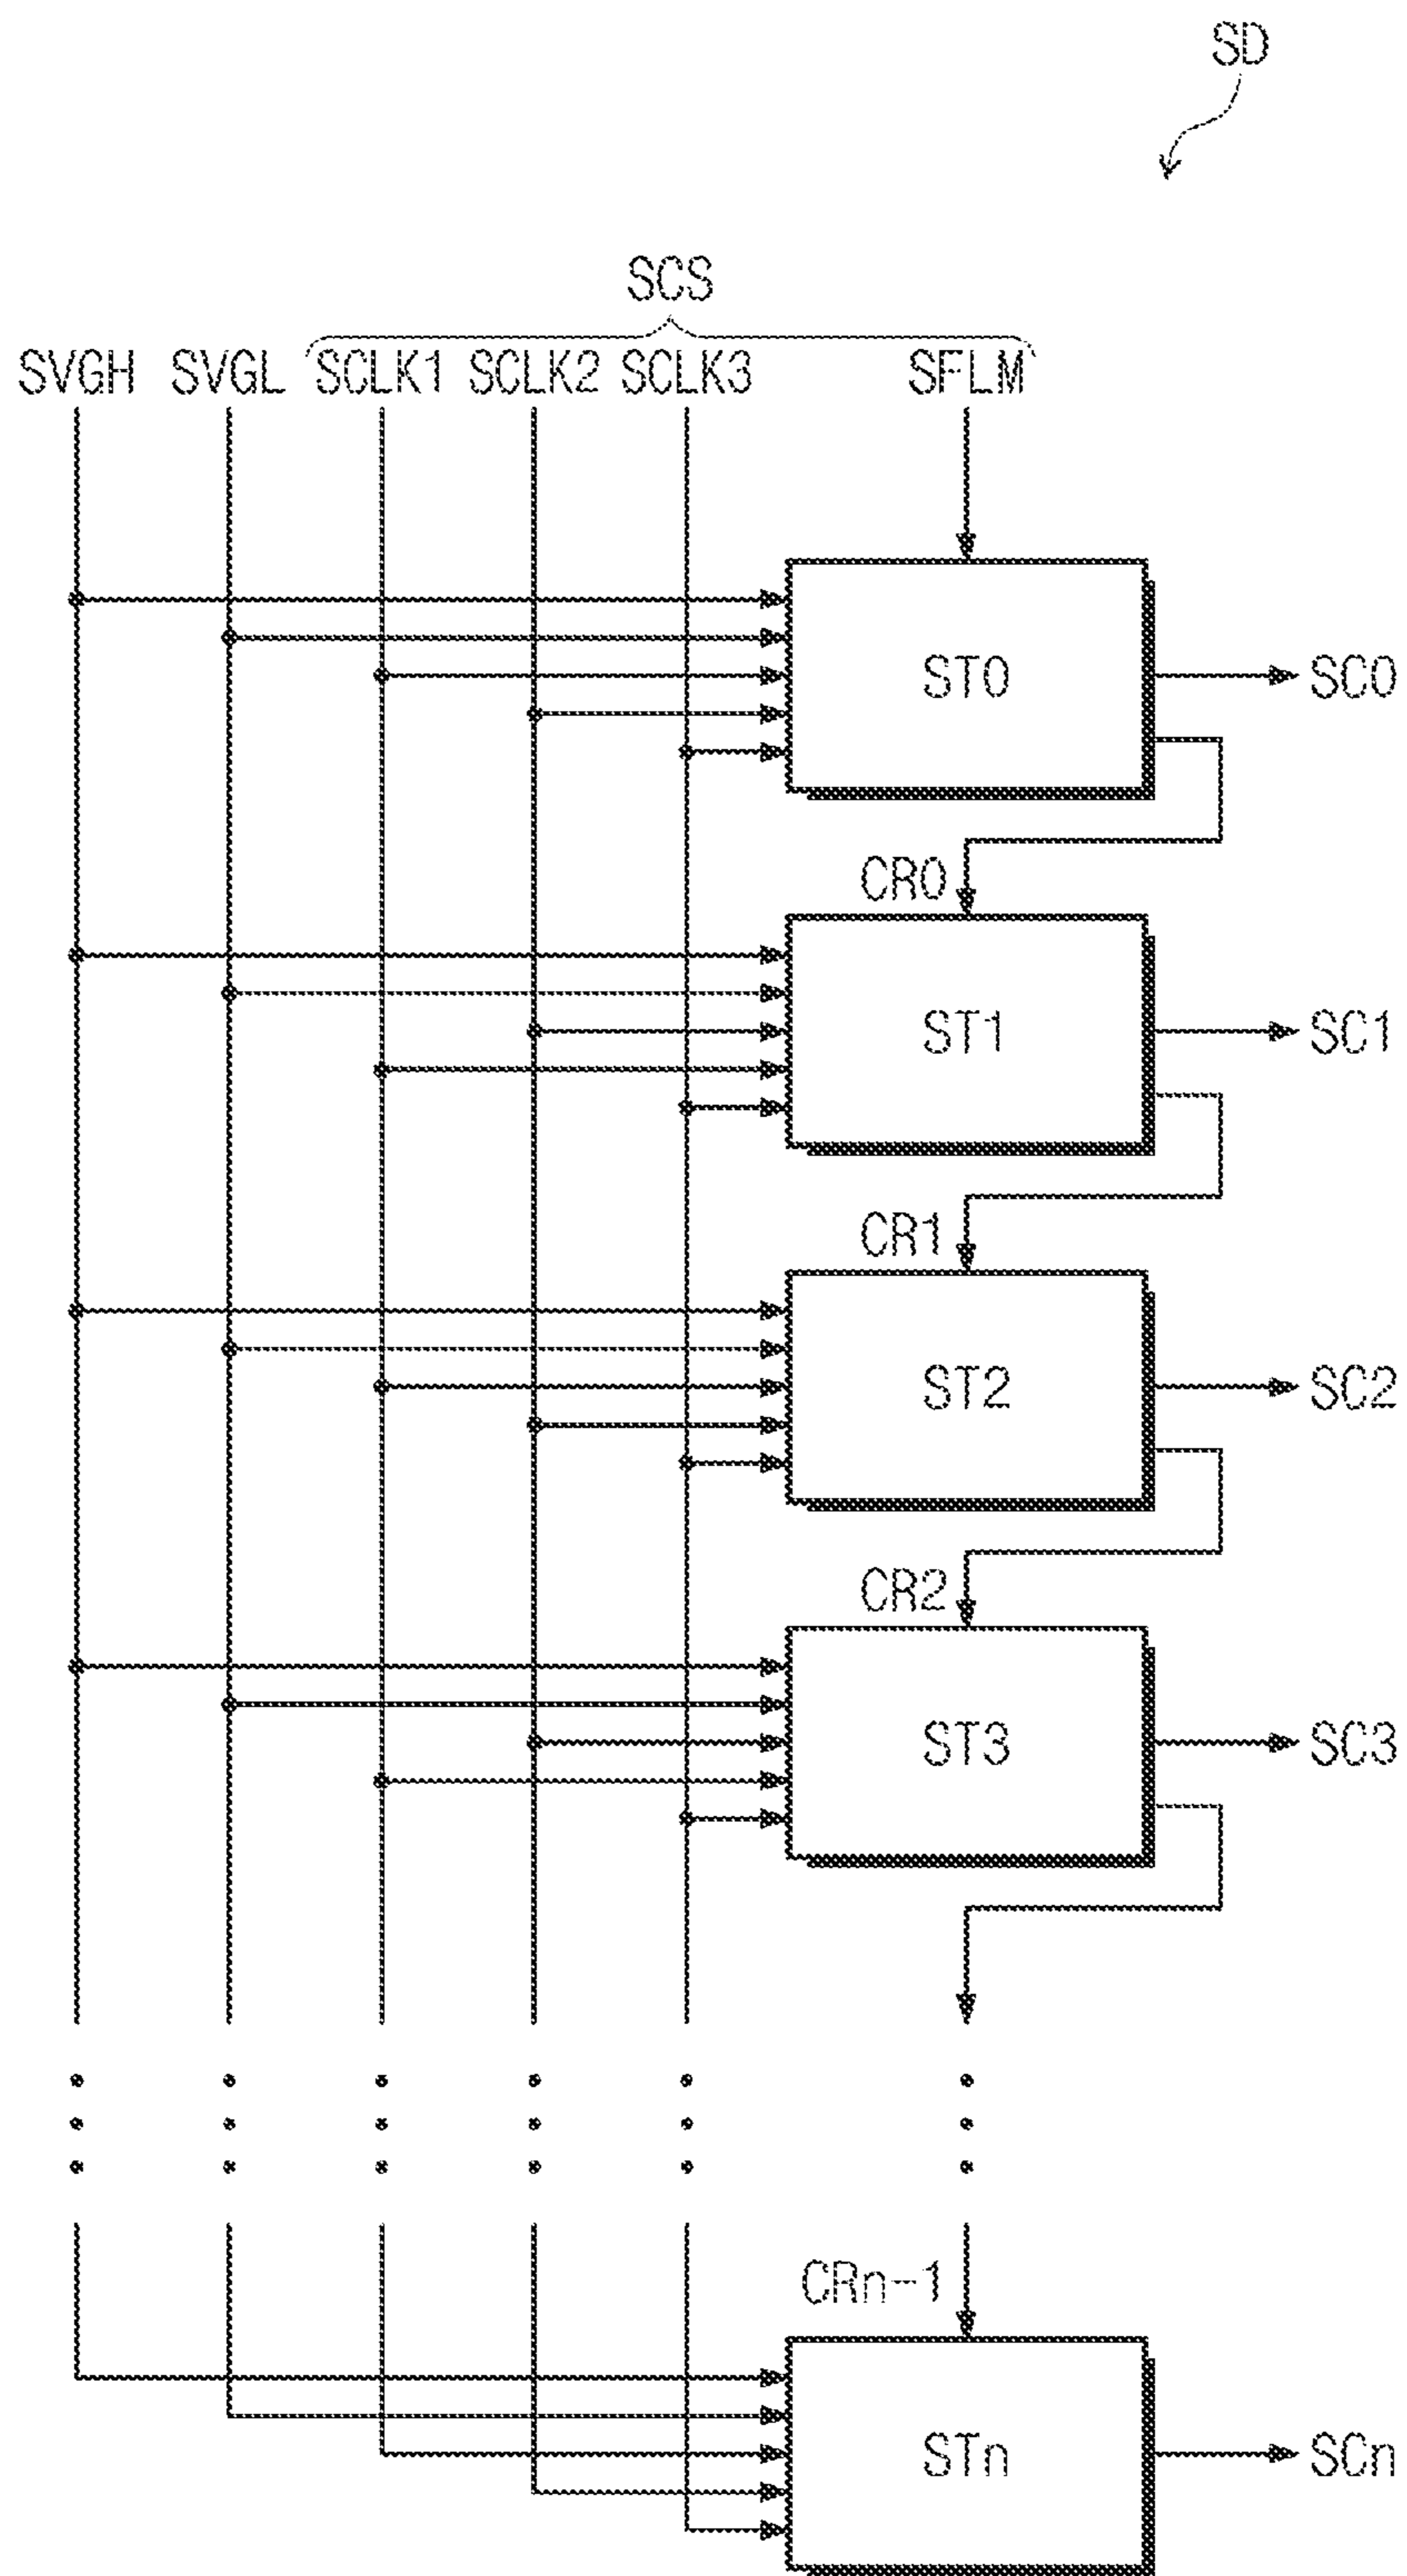 SD
SCS
SVGH SVGL SCLK1 SCLK2 SCLK3 SFLM
ST0
SC0
CR0
ST1
SC1
CR1
ST2
SC2
CR2
ST3
SC3
CRn-1
STn
SCn